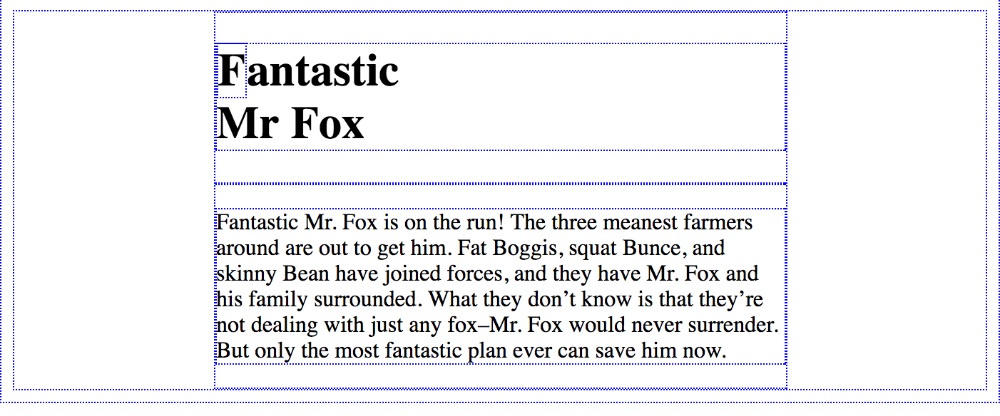 Fantastic
Mr Fox
Fantastic Mr. Fox is on the run! The three meanest farmers
around are out to get him. Fat Boggis, squat Bunce, and
skinny Bean have joined forces, and they have Mr. Fox and
his family surrounded. What they don’t know is that they’re
not dealing with just any fox–Mr. Fox would never surrender.
But only the most fantastic plan ever can save him now.